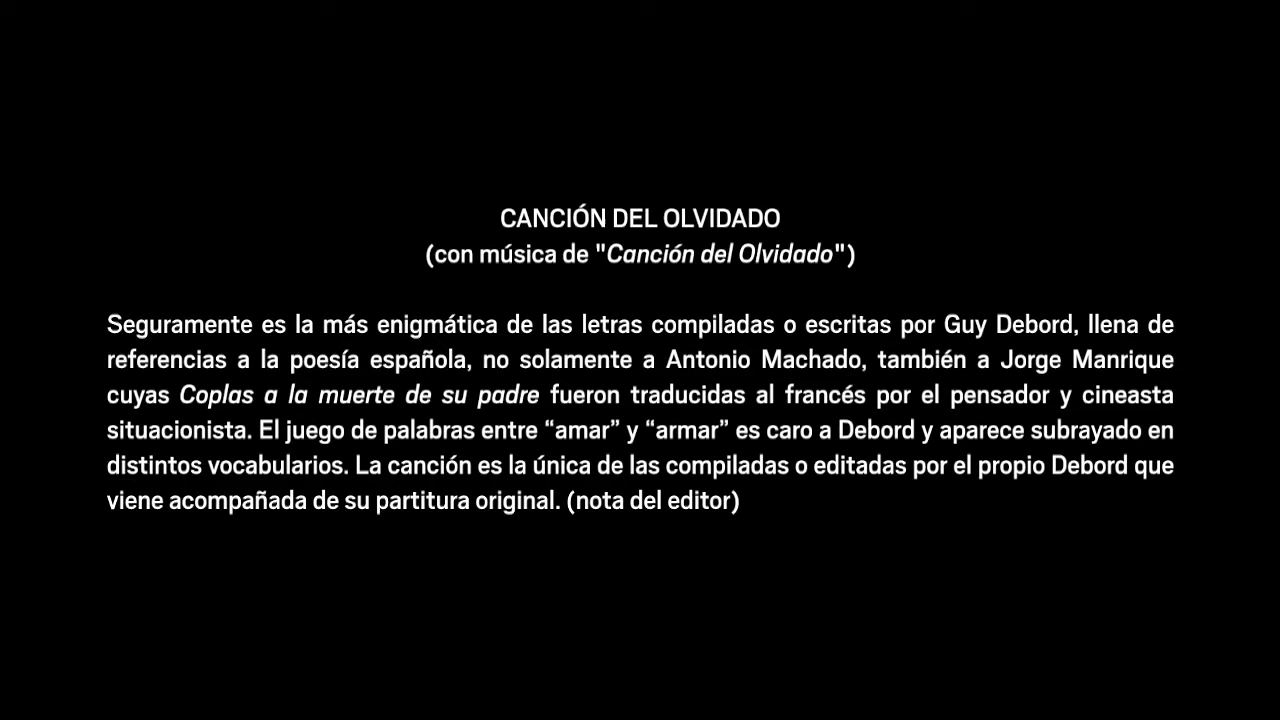 CANCIÓN DEL OLVIDADO
(con música de "Canción del Olvidado")
Seguramente es la más enigmática de las letras compiladas o escritas por Guy Debord, llena de
referencias a la poesía española, no solamente a Antonio Machado, también a Jorge Manrique
cuyas Coplas a la muerte de su padre fueron traducidas al francés por el pensador y cineasta
situacionista. El juego de palabras entre “amar” y “armar” es caro a Debord y aparece subrayado en
distintos vocabularios. La canción es la única de las compiladas o editadas por el propio Debord que
viene acompañada de su partitura original. (nota del editor)